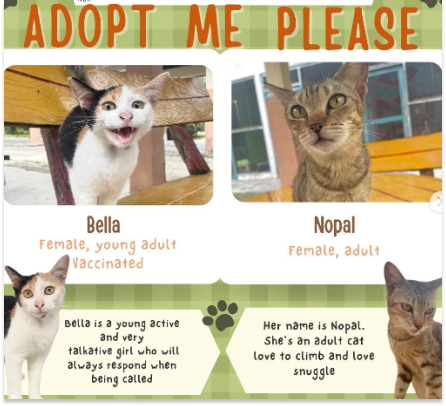 ADOPT ME PLEASE
Bella
Female, young adult
Vaccinated
Nopal
Female, adult
Bella is a young active
and very
talkative girl who will
always respond when
being called
Her name is Nopal.
She's an adult cat
love to climb and love
snuggle